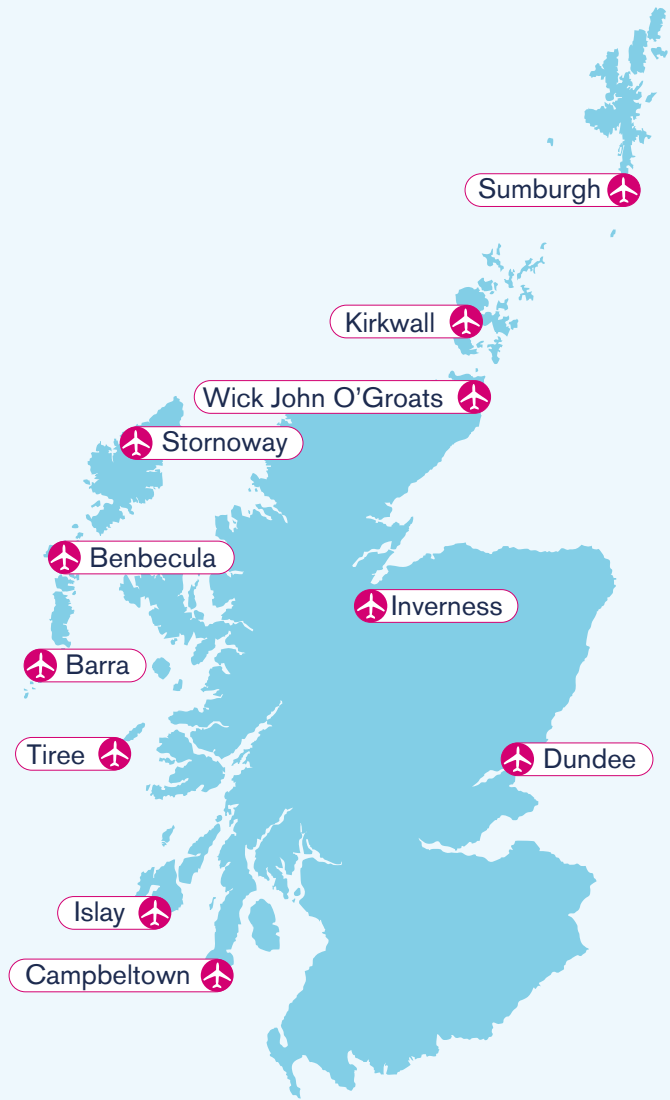 Sumburgh
Kirkwall
Wick John O’Groats
Stornoway
Benbecula
Inverness
Barra
Tiree
Dundee
Islay
Campbeltown